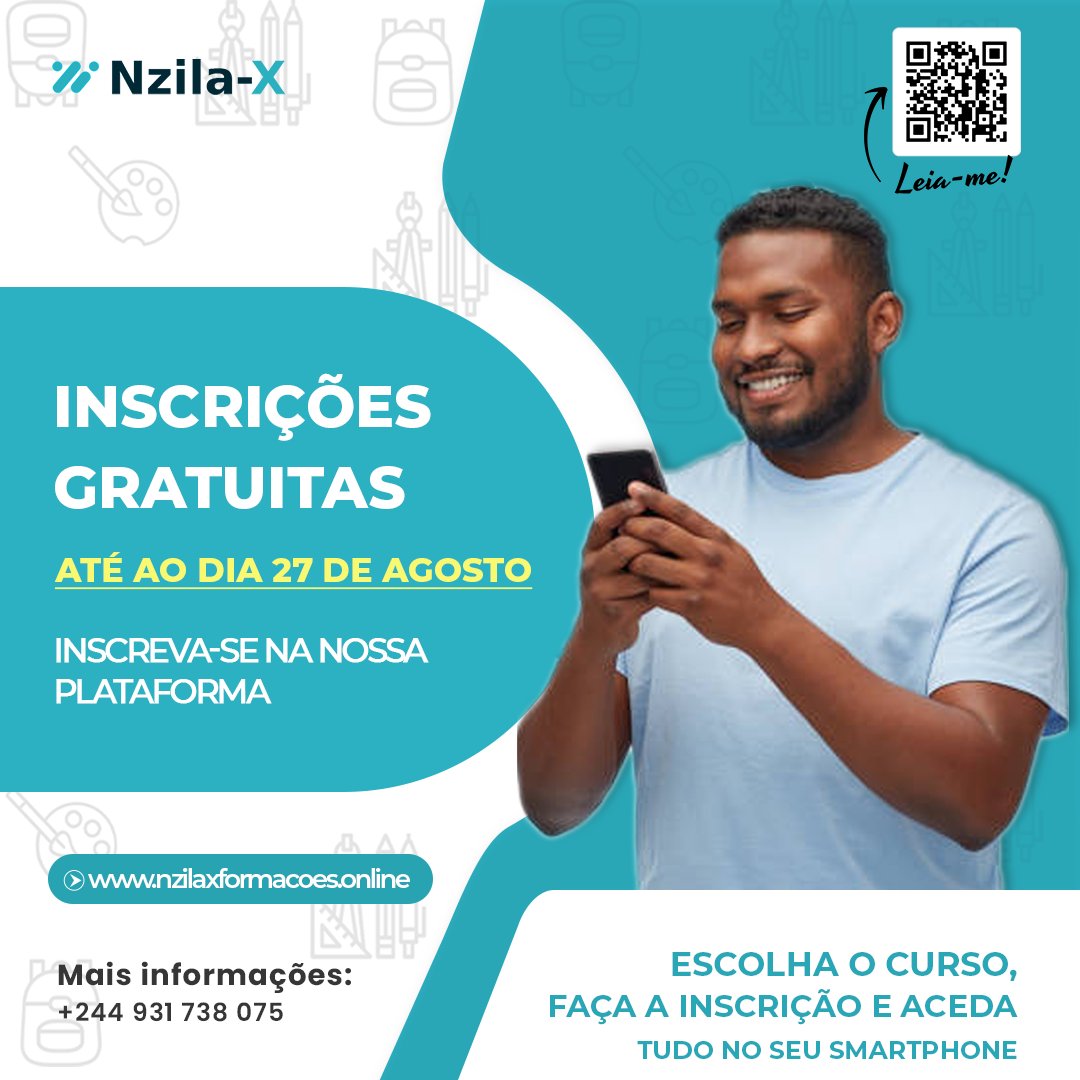 Nzila-X
Leia-me!
INSCRIÇÕES
GRATUITAS
ATÉ AO DIA 27 DE AGOSTO
INSCREVA-SE NA NOSSA
PLATAFORMA
www.nzilaxformacoes.online
Mais informações:
+244 931 738 075
ESCOLHA O CURSO,
FAÇA A INSCRIÇÃO E ACEDA
TUDO NO SEU SMARTPHONE